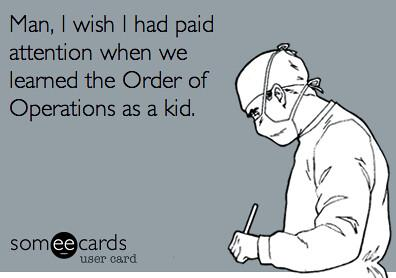 Man, I wish I had paid
attention when we
learned the Order of
Operations as a kid.
someecards
user card